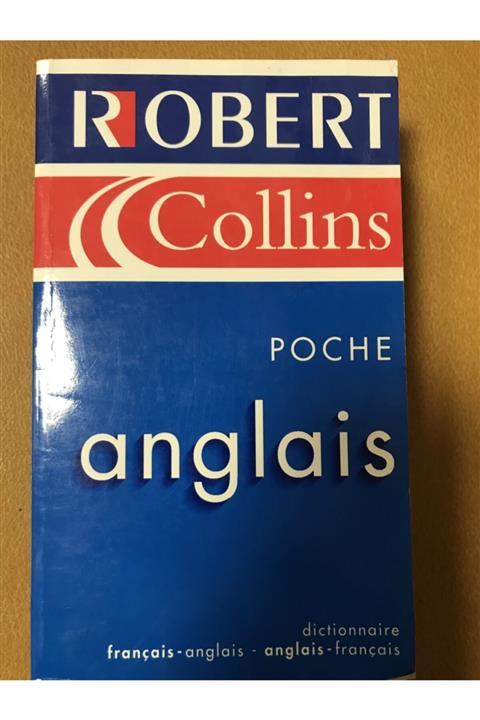 ROBERT
Collins
POCHE
anglais
dictionnaire
français-anglais - anglais-français